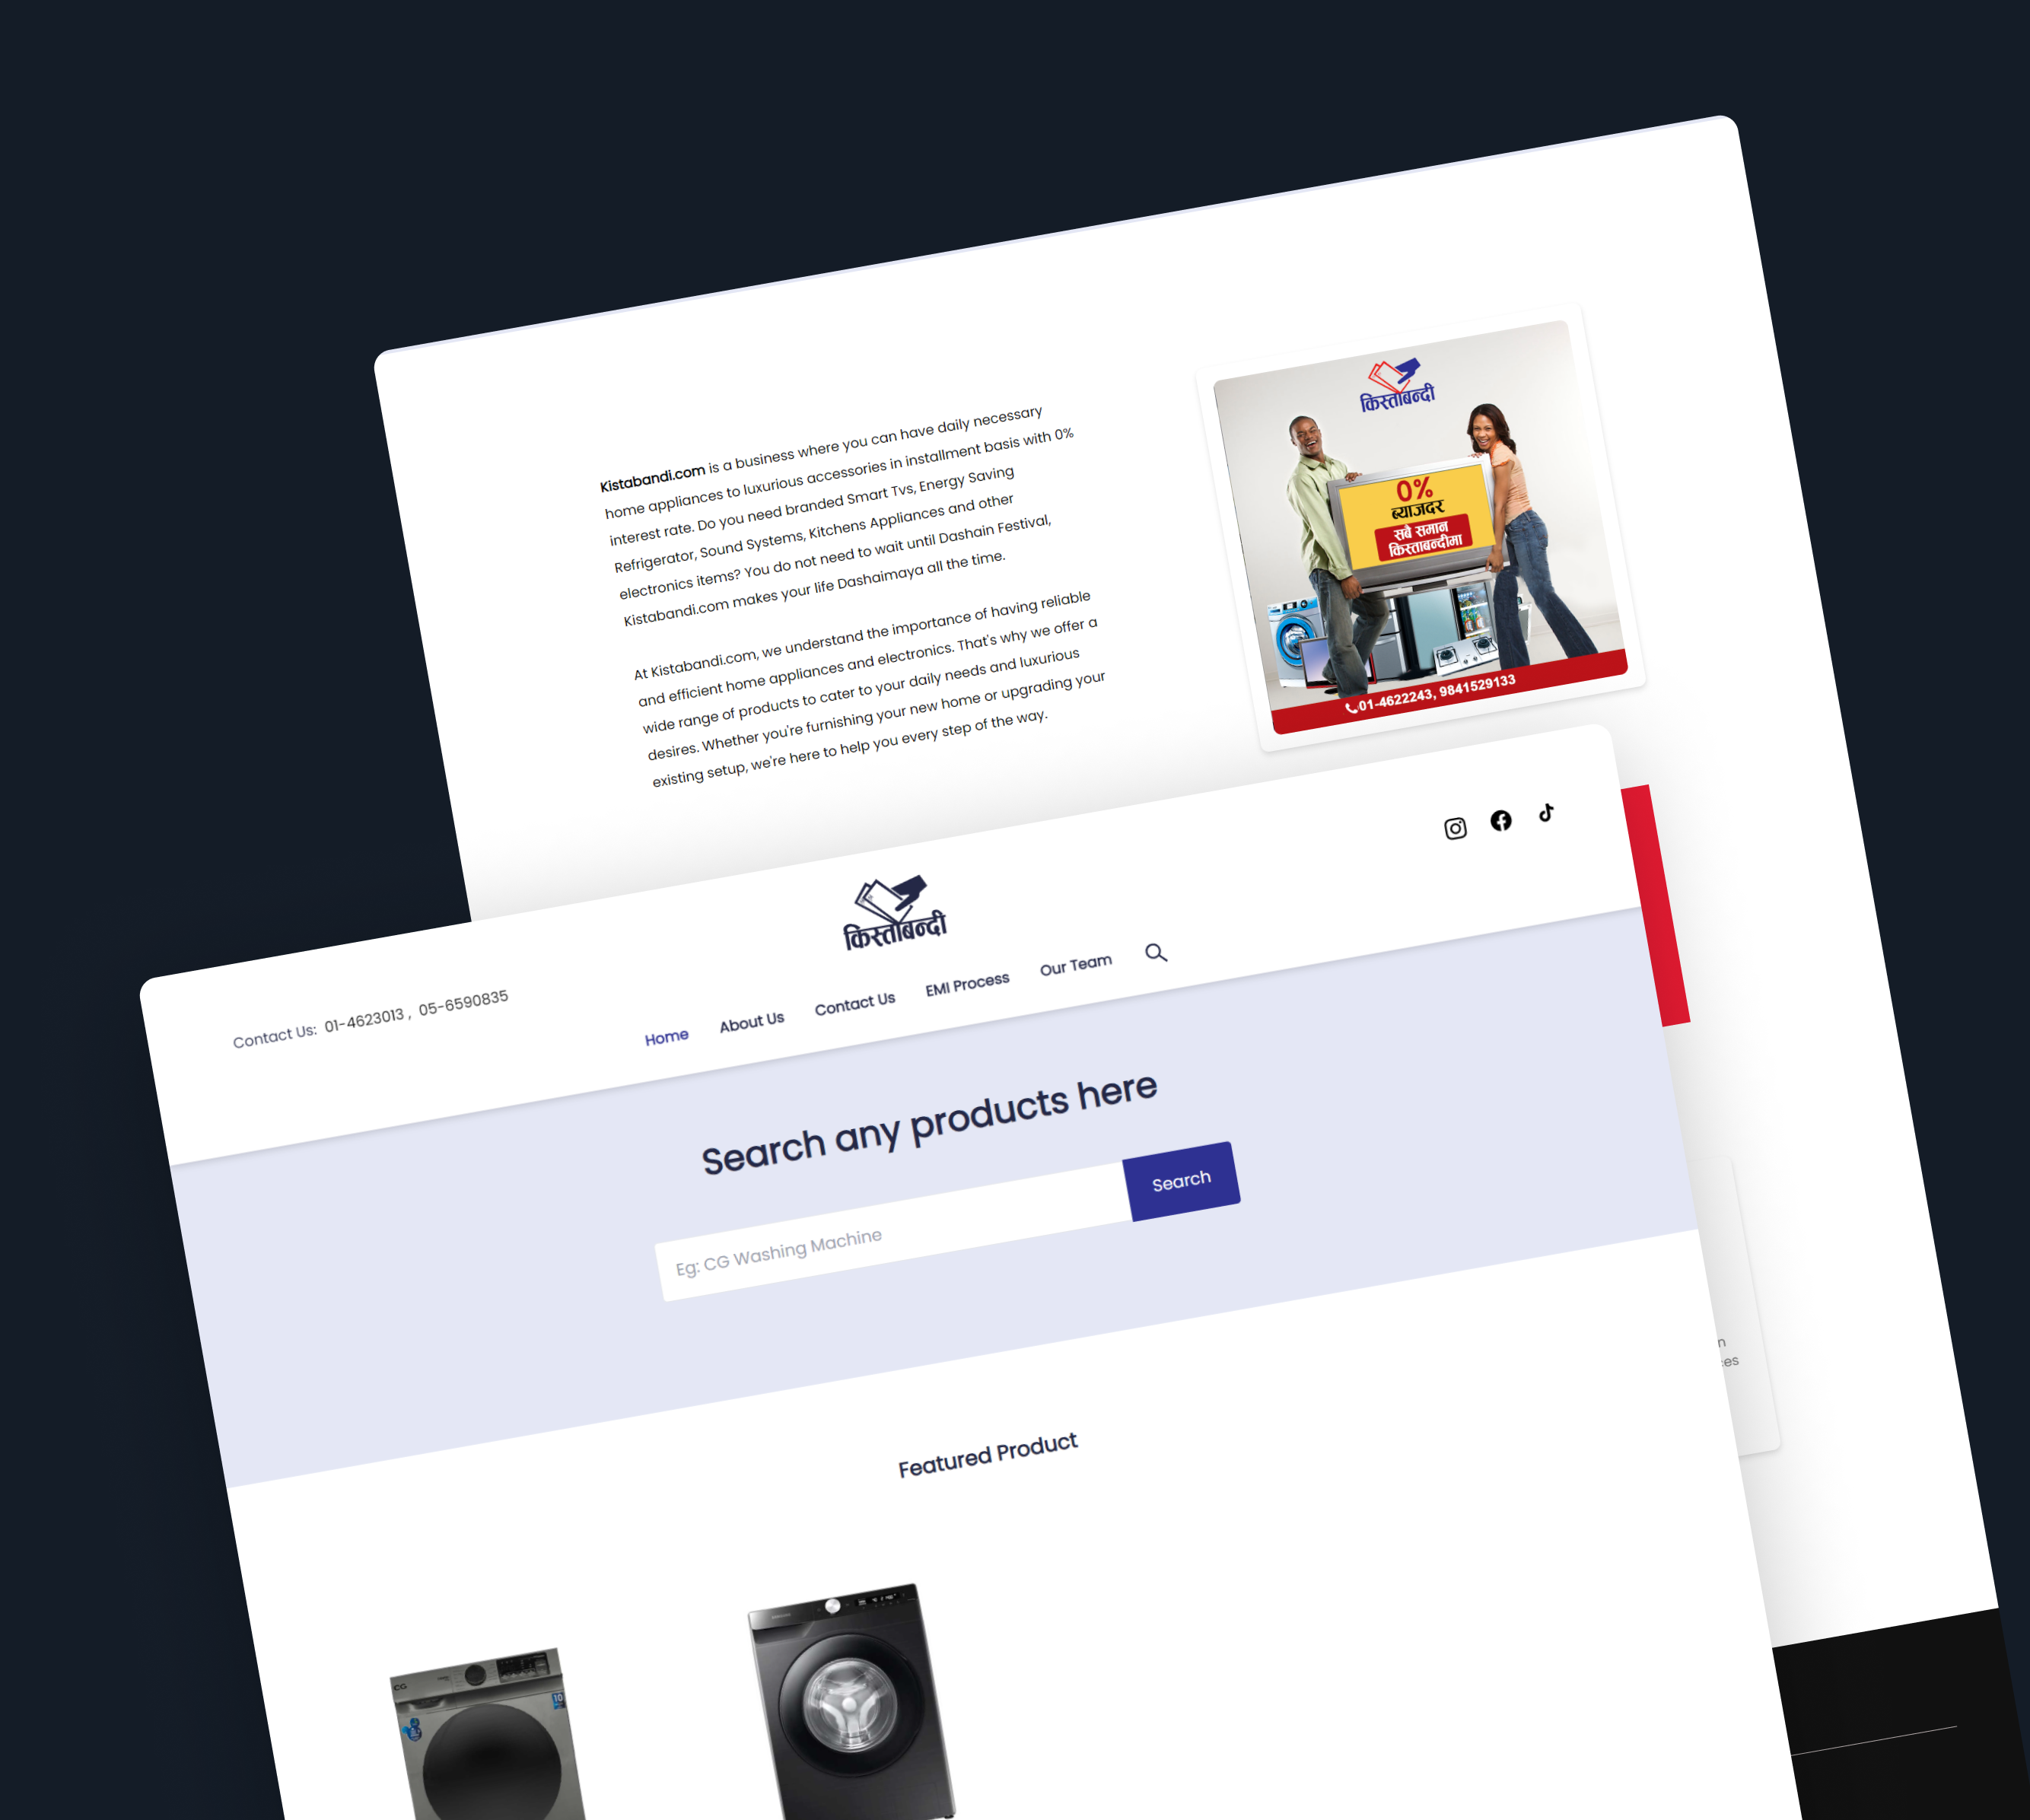 Kistabandi.com is a business where you can have daily necessary
home appliances to luxurious accessories in installment basis with 0%
interest rate. Do you need branded Smart Tvs, Energy Saving
Refrigerator, Sound Systems, Kitchens Appliances and other
electronics items? You do not need to wait until Dashain Festival,
Kistabandi.com makes your life Dashaimaya all the time.
At Kistabandi.com, we understand the importance of having reliable
and efficient home appliances and electronics. That's why we offer a
wide range of products to cater to your daily needs and luxurious
desires. Whether you're furnishing your new home or upgrading your
existing setup, we're here to help you every step of the way.
किस्ताबन्दी
0%
ब्याजदर
सबै समान
किस्ताबन्दीमा
01-4622243, 9841529133
Contact Us: 01-4623013 , 05-6590835
किस्ताबन्दी
Home About Us Contact Us EMI Process Our Team
Search any products here
Eg: CG Washing Machine
Search
Featured Product
CG
SAMSUNG
10
n
es